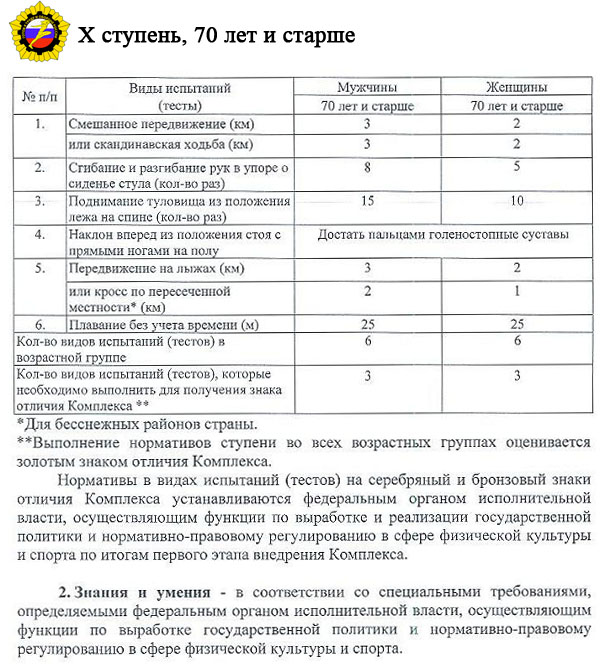 X ступень, 70 лет и старше
№ п/п Виды испытаний (тесты) Мужчины Женщины
70 лет и старше 70 лет и старше
1. Смешанное передвижение (км) 3 2
или скандинавская ходьба (км) 3 2
2. Сгибание и разгибание рук в упоре о 8 5
сиденье стула (кол-во раз)
3. Поднимание туловища из положения 15 10
лежа на спине (кол-во раз)
4. Наклон вперед из положения стоя с Достать пальцами голеностопные суставы
прямыми ногами на полу
5. Передвижение на лыжах (км) 3 2
или кросс по пересеченной 2 1
местности* (км)
6. Плавание без учета времени (м) 25 25
Кол-во видов испытаний (тестов) в 6 6
возрастной группе
Кол-во видов испытаний (тестов), которые 3 3
необходимо выполнить для получения знака
отличия Комплекса **
*Для бесснежных районов страны.
**Выполнение нормативов ступени во всех возрастных группах оценивается
золотым знаком отличия Комплекса.
Нормативы в видах испытаний (тестов) на серебряный и бронзовый знаки
отличия Комплекса устанавливаются федеральным органом исполнительной
власти, осуществляющим функции по выработке и реализации государственной
политики и нормативно-правовому регулированию в сфере физической культуры
и спорта по итогам первого этапа внедрения Комплекса.
2. Знания и умения - в соответствии со специальными требованиями,
определяемыми федеральным органом исполнительной власти, осуществляющим
функции по выработке государственной политики и нормативно-правовому
регулированию в сфере физической культуры и спорта.